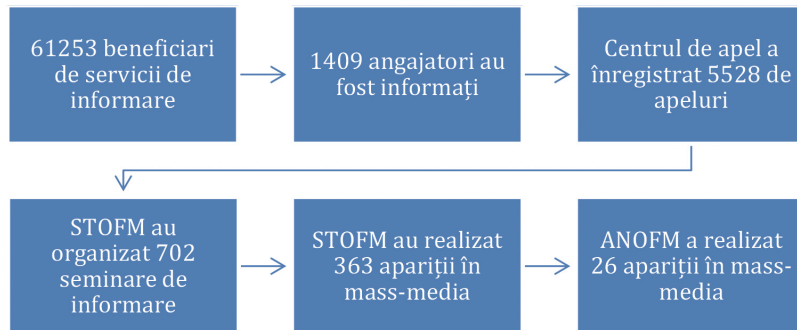 61253 beneficiari
de servicii de
informare
1409 angajatori au
fost informați
Centrul de apel a
înregistrat 5528 de
apeluri
STOFM au
organizat 702
seminare de
informare
STOFM au realizat
363 apariții în
mass-media
ANOFM a realizat
26 apariții în mass-
media